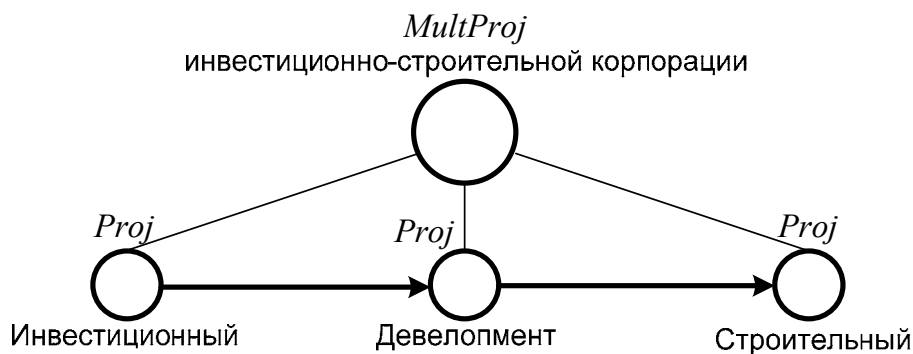 MultProj
инвестиционно-строительной корпорации
Proj
Proj
Proj
Инвестиционный
Девелопмент
Строительный